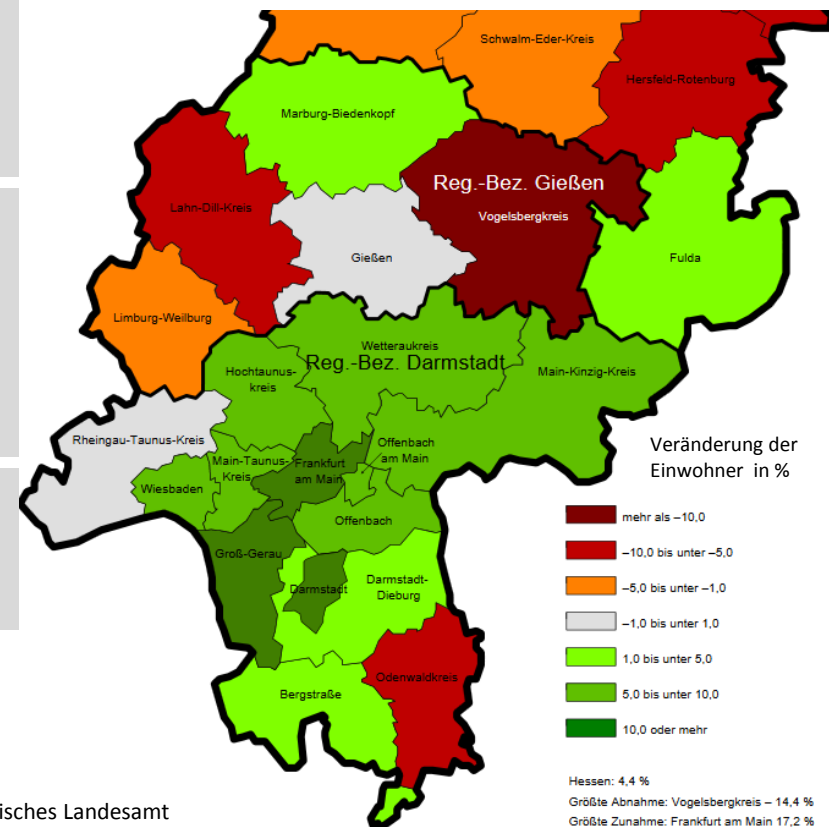 Schwalm-Eder-Kreis
Hersfeld-Rotenburg
Marburg-Biedenkopf
Reg.-Bez. Gießen
Lahn-Dill-Kreis
Vogelsbergkreis
Gießen
Fulda
Limburg-Weilburg
Wetteraukreis
Reg.-Bez. Darmstadt
Hochtaunus-
kreis
Main-Kinzig-Kreis
Rheingau-Taunus-Kreis
Offenbach
am Main
Main-Taunus-
Kreis
Frankfurt
am Main
Wiesbaden
Offenbach
Groß-Gerau
Darmstadt
Darmstadt-
Dieburg
Odenwaldkreis
Bergstraße
Veränderung der
Einwohner in %
mehr als –10,0
–10,0 bis unter –5,0
–5,0 bis unter –1,0
–1,0 bis unter 1,0
1,0 bis unter 5,0
5,0 bis unter 10,0
10,0 oder mehr
Hessen: 4,4 %
Größte Abnahme: Vogelsbergkreis – 14,4 %
Größte Zunahme: Frankfurt am Main 17,2 %
isches Landesamt